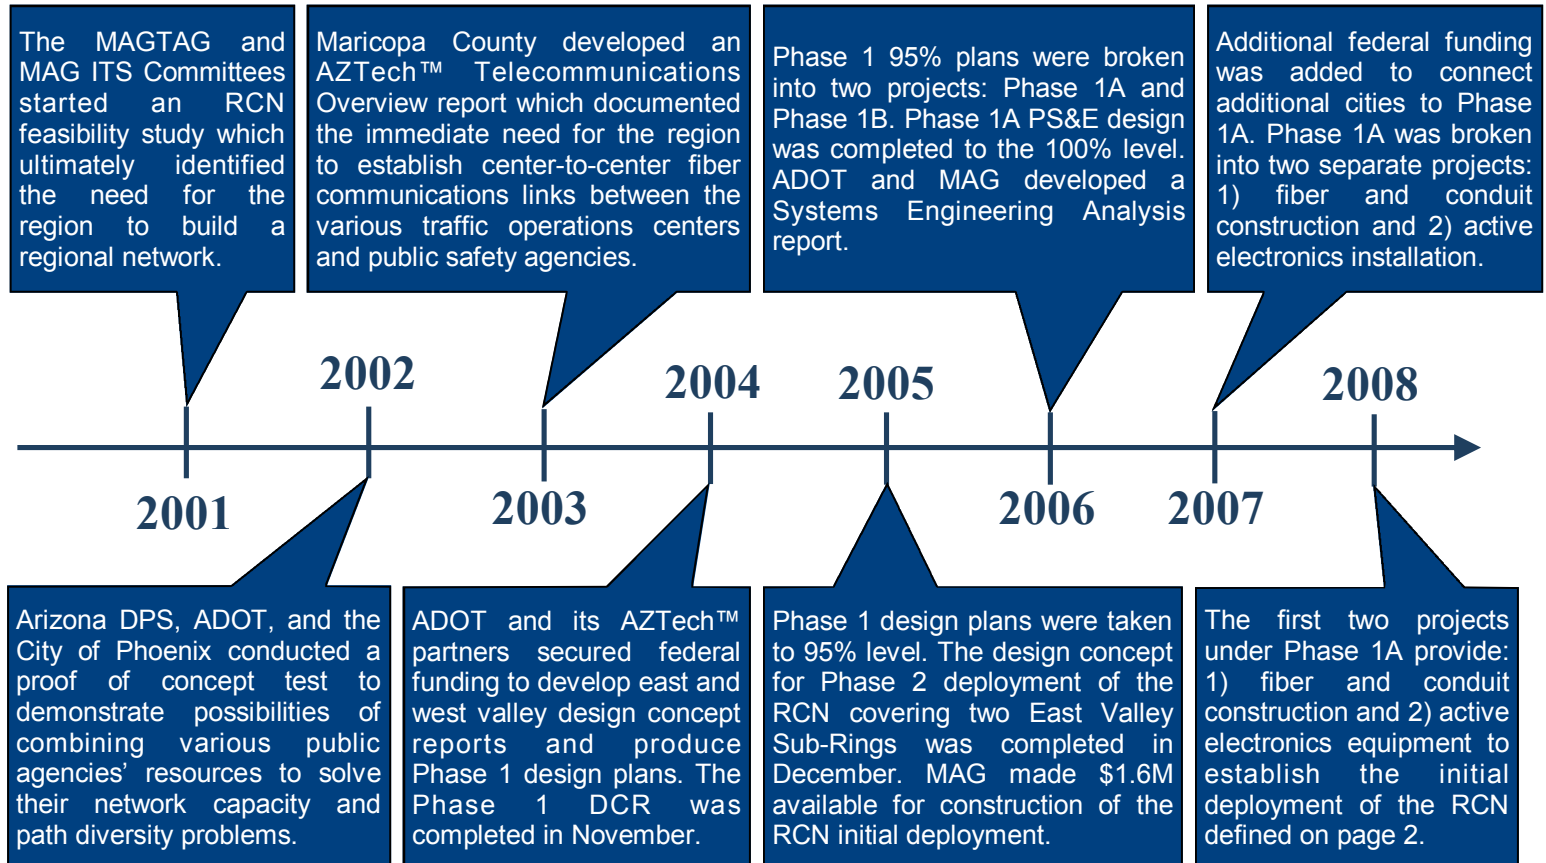 The MAGTAG and
MAG ITS Committees
started an RCN
feasibility study which
ultimately identified
the need for the
region to build a
regional network.
Maricopa County developed an
AZTech™ Telecommunications
Overview report which documented
the immediate need for the region
to establish center-to-center fiber
communications links between the
various traffic operations centers
and public safety agencies.
Phase 1 95% plans were broken
into two projects: Phase 1A and
Phase 1B. Phase 1A PS&E design
was completed to the 100% level.
ADOT and MAG developed a
Systems Engineering Analysis
report.
Additional federal funding
was added to connect
additional cities to Phase
1A. Phase 1A was broken
into two separate projects:
1) fiber and conduit
construction and 2) active
electronics installation.
2002
2004
2005
2008
2001
2003
2006
2007
Arizona DPS, ADOT, and the
City of Phoenix conducted a
proof of concept test to
demonstrate possibilities of
combining various public
agencies’ resources to solve
their network capacity and
path diversity problems.
ADOT and its AZTech™
partners secured federal
funding to develop east and
west valley design concept
reports and produce
Phase 1 design plans. The
Phase 1 DCR was
completed in November.
Phase 1 design plans were taken
to 95% level. The design concept
for Phase 2 deployment of the
RCN covering two East Valley
Sub-Rings was completed in
December. MAG made $1.6M
available for construction of the
RCN initial deployment.
The first two projects
under Phase 1A provide:
1) fiber and conduit
construction and 2) active
electronics equipment to
establish the initial
deployment of the RCN
defined on page 2.